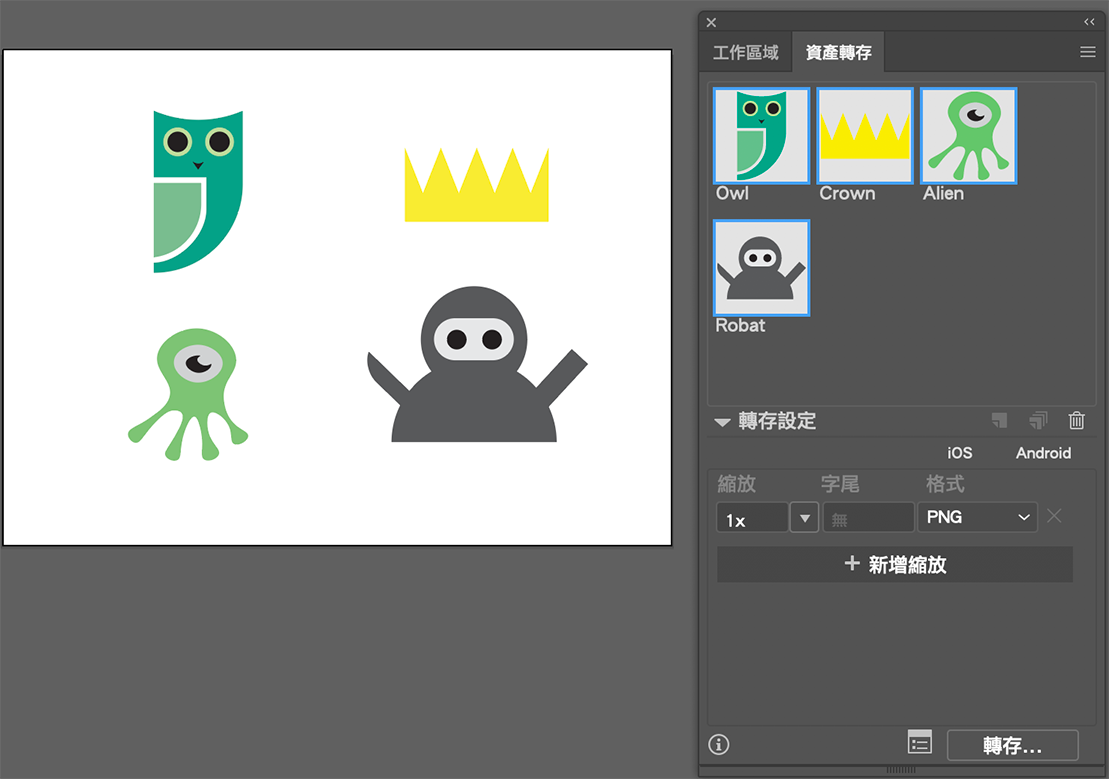 工作區域 資產轉存
Owl Crown Alien
Robat
轉存設定
iOS Android
縮放 字尾 格式
1x 無 PNG
+ 新增縮放
轉存...